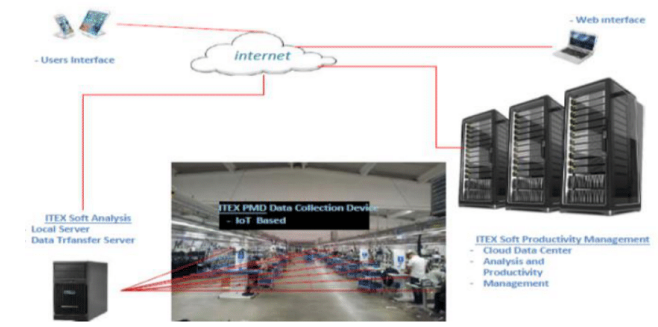 - Web interface
internet
- Users Interface
ITEX PMD Data Collection Device
- IoT Based
ITEX Soft Analysis
Local Server
Data Trfansfer Server
ITEX Soft Productivity Management
- Cloud Data Center
- Analysis and
Productivity
- Management